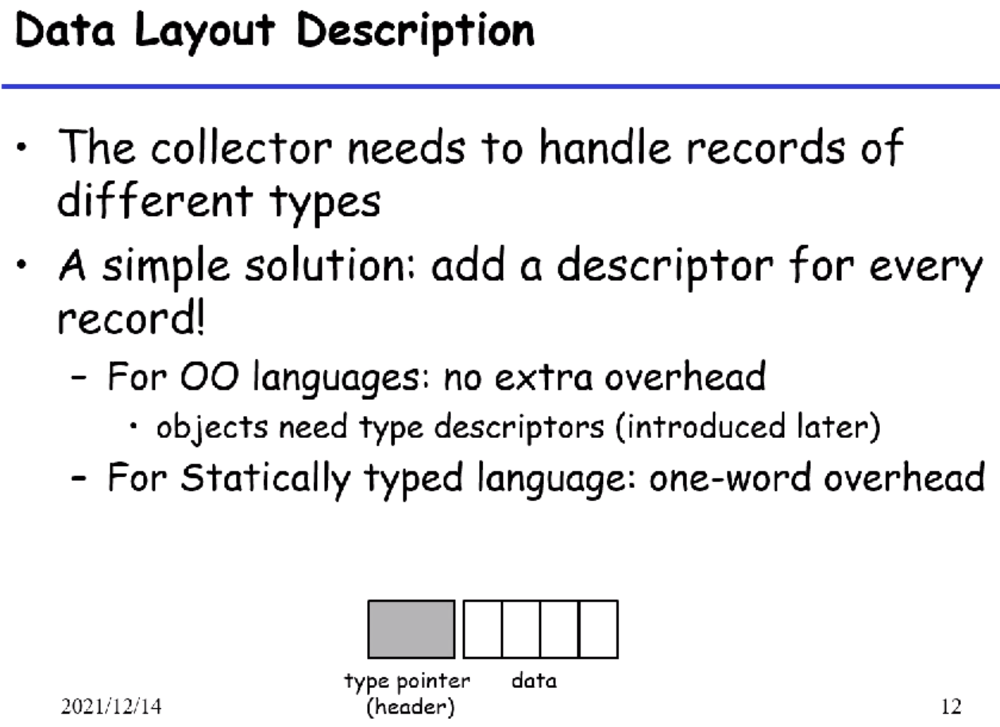 Data Layout Description
• The collector needs to handle records of
different types
• A simple solution: add a descriptor for every
record!
– For OO languages: no extra overhead
• objects need type descriptors (introduced later)
– For Statically typed language: one-word overhead
type pointer data
(header)
2021/12/14
12